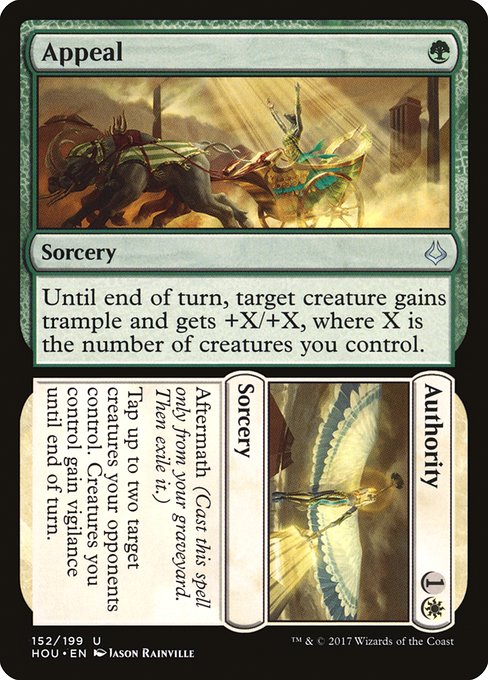 Appeal
Sorcery
Until end of turn, target creature gains
trample and gets +X/+X, where X is
the number of creatures you control.
Authority
1
Sorcery
Aftermath (Cast this spell
only from your graveyard.
Then exile it.)
Tap up to two target
creatures your opponents
control. Creatures you
control gain vigilance
until end of turn.
152/199 U
HOU • EN Jason Rainville
™ & © 2017 Wizards of the Coast